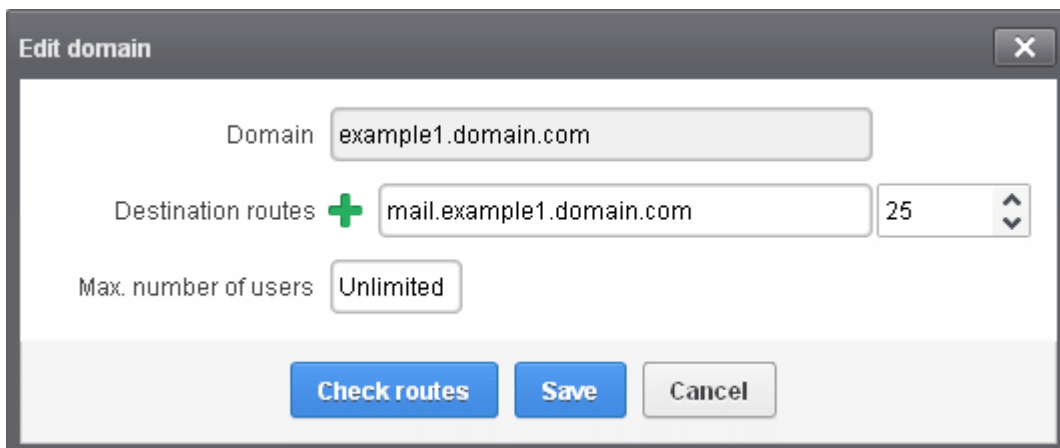 Edit domain
Domain example1.domain.com
Destination routes mail.example1.domain.com 25
Max. number of users Unlimited
Check routes Save Cancel